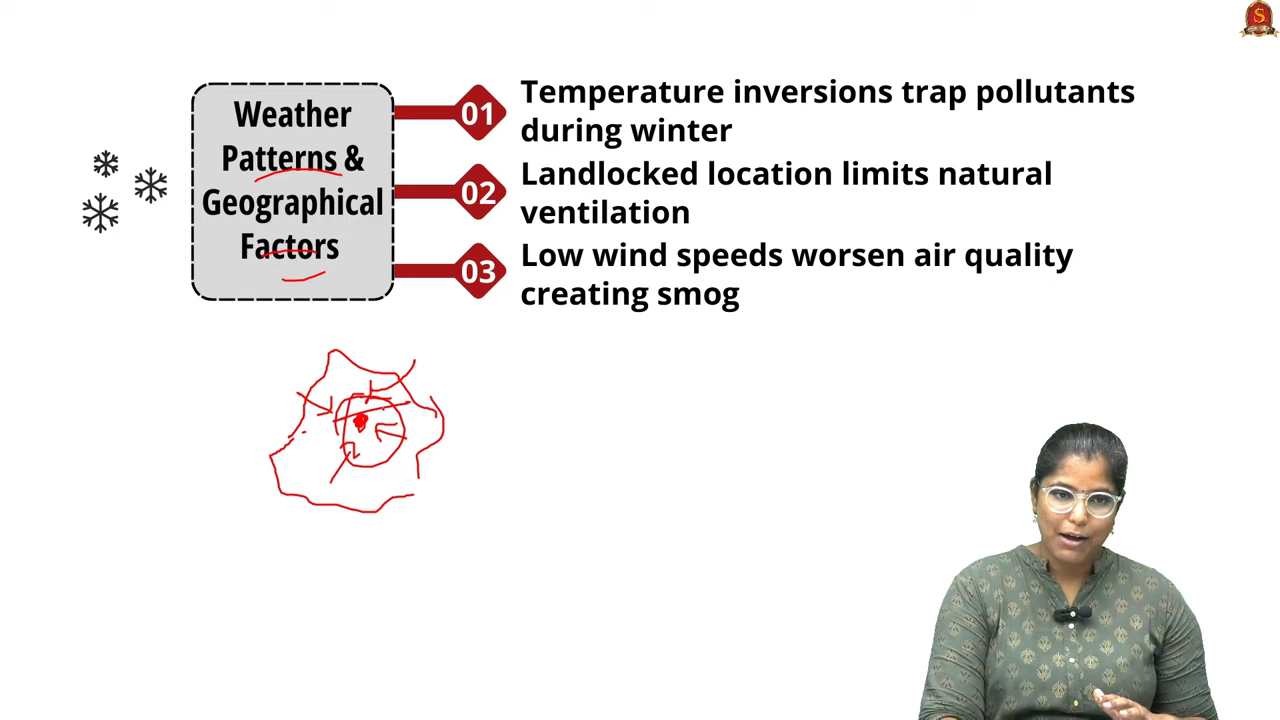 Weather
Patterns &
Geographical
Factors
01
Temperature inversions trap pollutants
during winter
02
Landlocked location limits natural
ventilation
03
Low wind speeds worsen air quality
creating smog
S